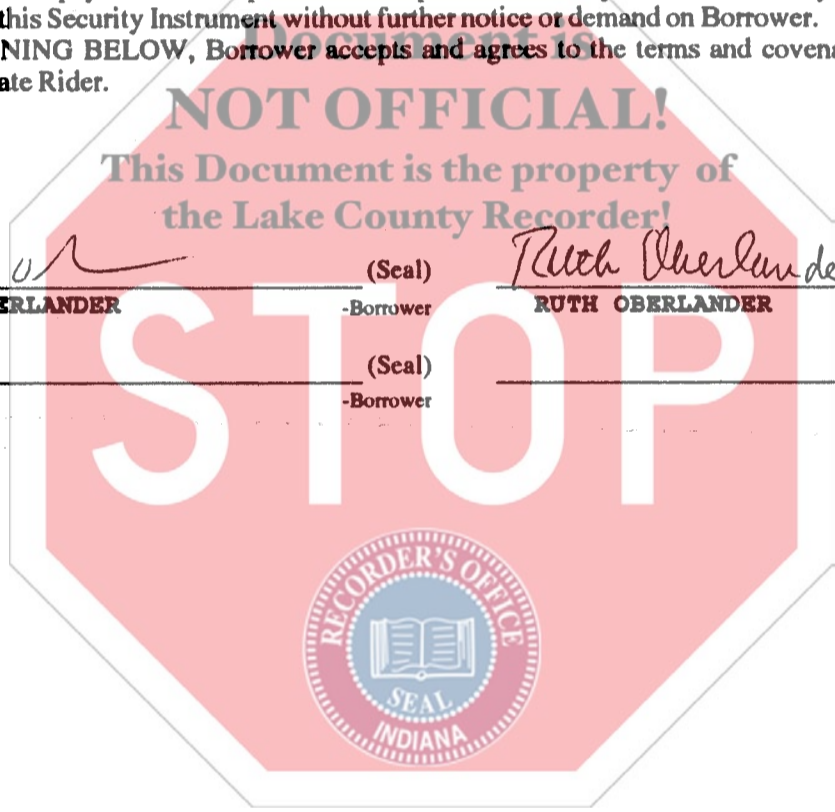 this Security Instrument without further notice or demand on Borrower.
NING BELOW, Borrower accepts and agrees to the terms and coven
ate Rider.
Document is
NOT OFFICIAL!
This Document is the property of
the Lake County Recorder!
(Seal)
Ruth Oberlande
ERLANDER
-Borrower
RUTH OBERLANDER
(Seal)
-Borrower
STOP
RECORDER'S OFFICE
SEAL
INDIANA